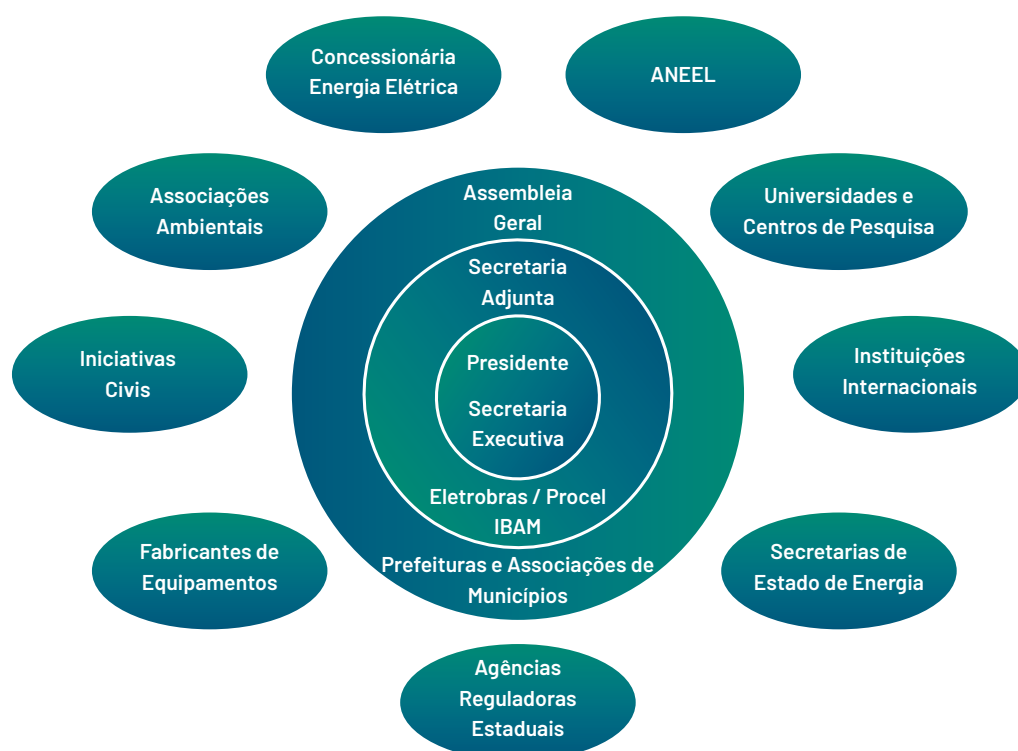 Concessionária
Energia Elétrica
ANEEL
Associações
Ambientais
Assembleia
Geral
Universidades e
Centros de Pesquisa
Secretaria
Adjunta
Iniciativas
Civis
Presidente
Secretaria
Executiva
Instituições
Internacionais
Eletrobras / Procel
IBAM
Fabricantes de
Equipamentos
Prefeituras e Associações de
Municípios
Secretarias de
Estado de Energia
Agências
Reguladoras
Estaduais